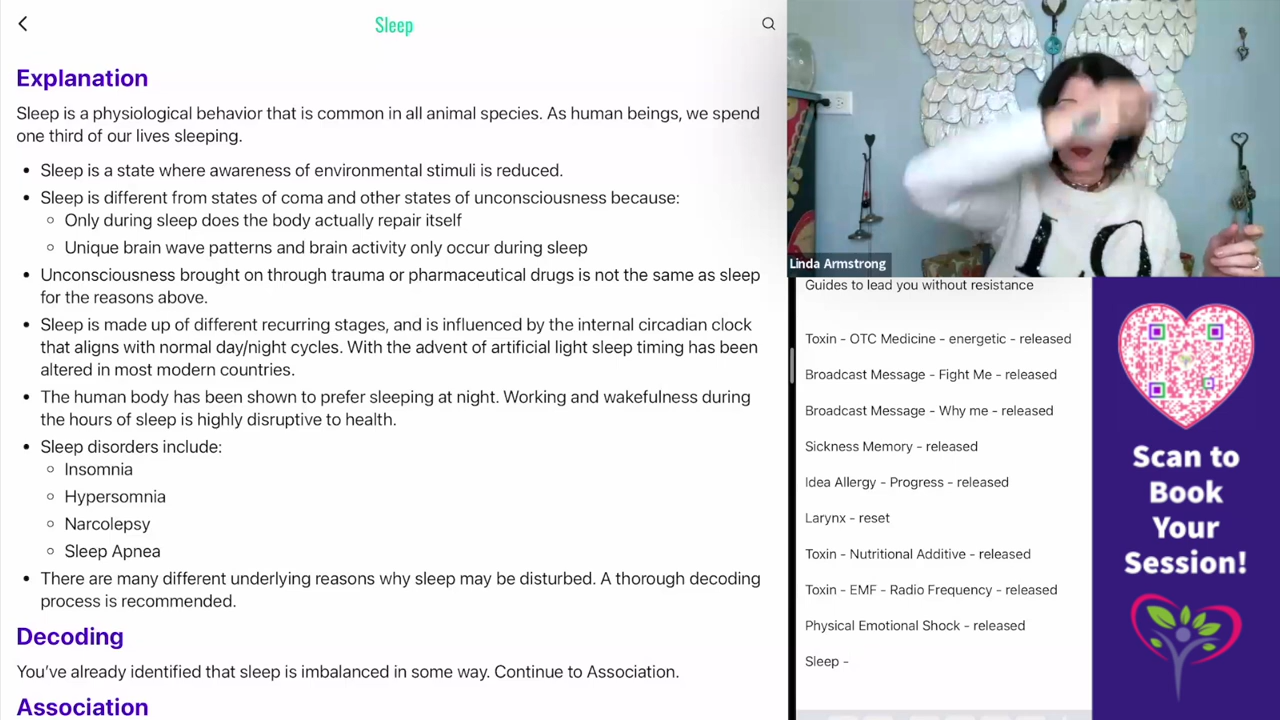 Sleep
Explanation
Sleep is a physiological behavior that is common in all animal species. As human beings, we spend
one third of our lives sleeping.
• Sleep is a state where awareness of environmental stimuli is reduced.
• Sleep is different from states of coma and other states of unconsciousness because:
◦ Only during sleep does the body actually repair itself
◦ Unique brain wave patterns and brain activity only occur during sleep
• Unconsciousness brought on through trauma or pharmaceutical drugs is not the same as sleep
for the reasons above.
• Sleep is made up of different recurring stages, and is influenced by the internal circadian clock
that aligns with normal day/night cycles. With the advent of artificial light sleep timing has been
altered in most modern countries.
• The human body has been shown to prefer sleeping at night. Working and wakefulness during
the hours of sleep is highly disruptive to health.
• Sleep disorders include:
◦ Insomnia
◦ Hypersomnia
◦ Narcolepsy
◦ Sleep Apnea
• There are many different underlying reasons why sleep may be disturbed. A thorough decoding
process is recommended.
Decoding
You've already identified that sleep is imbalanced in some way. Continue to Association.
Association
LO
Linda Armstrong
Guides to lead you without resistance
Toxin - OTC Medicine - energetic - released
Broadcast Message - Fight Me - released
Broadcast Message - Why me - released
Sickness Memory - released
Idea Allergy - Progress - released
Larynx - reset
Toxin - Nutritional Additive - released
Toxin - EMF - Radio Frequency - released
Physical Emotional Shock - released
Sleep -
Scan to
Book
Your
Session!